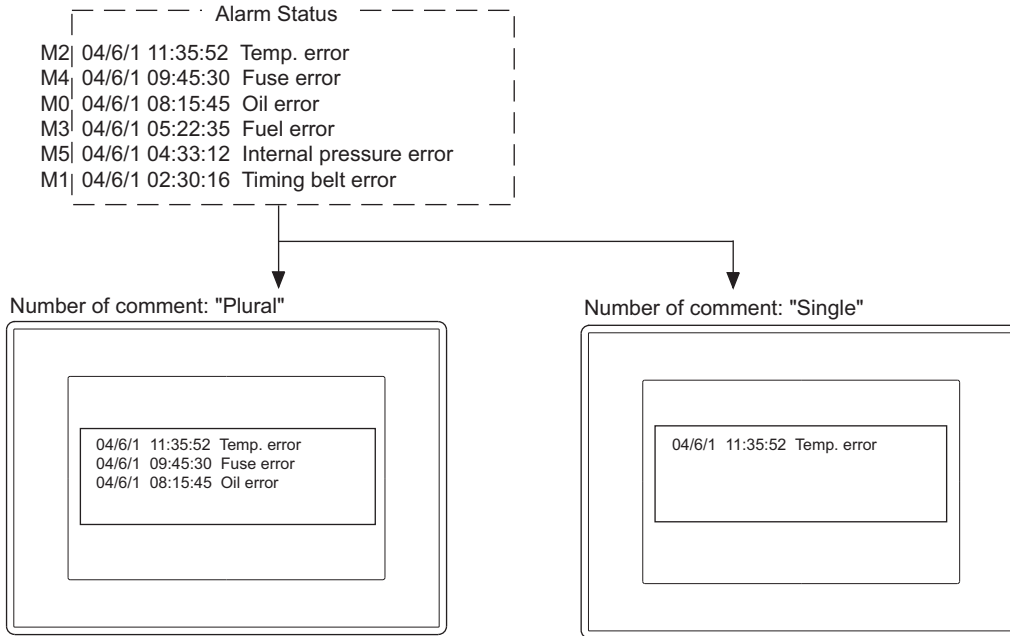 Alarm Status
M2 04/6/1 11:35:52 Temp. error
M4 04/6/1 09:45:30 Fuse error
M0 04/6/1 08:15:45 Oil error
M3 04/6/1 05:22:35 Fuel error
M5 04/6/1 04:33:12 Internal pressure error
M1 04/6/1 02:30:16 Timing belt error
Number of comment: "Plural"
04/6/1 11:35:52 Temp. error
04/6/1 09:45:30 Fuse error
04/6/1 08:15:45 Oil error
Number of comment: "Single"
04/6/1 11:35:52 Temp. error